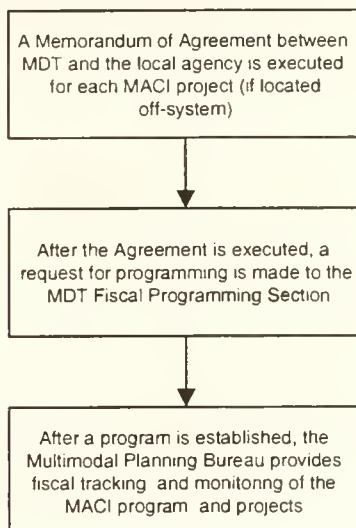 A Memorandum of Agreement between
MDT and the local agency is executed
for each MACI project (if located
off-system)
After the Agreement is executed, a
request for programming is made to the
MDT Fiscal Programming Section
After a program is established, the
Multimodal Planning Bureau provides
fiscal tracking and monitoring of the
MACI program and projects